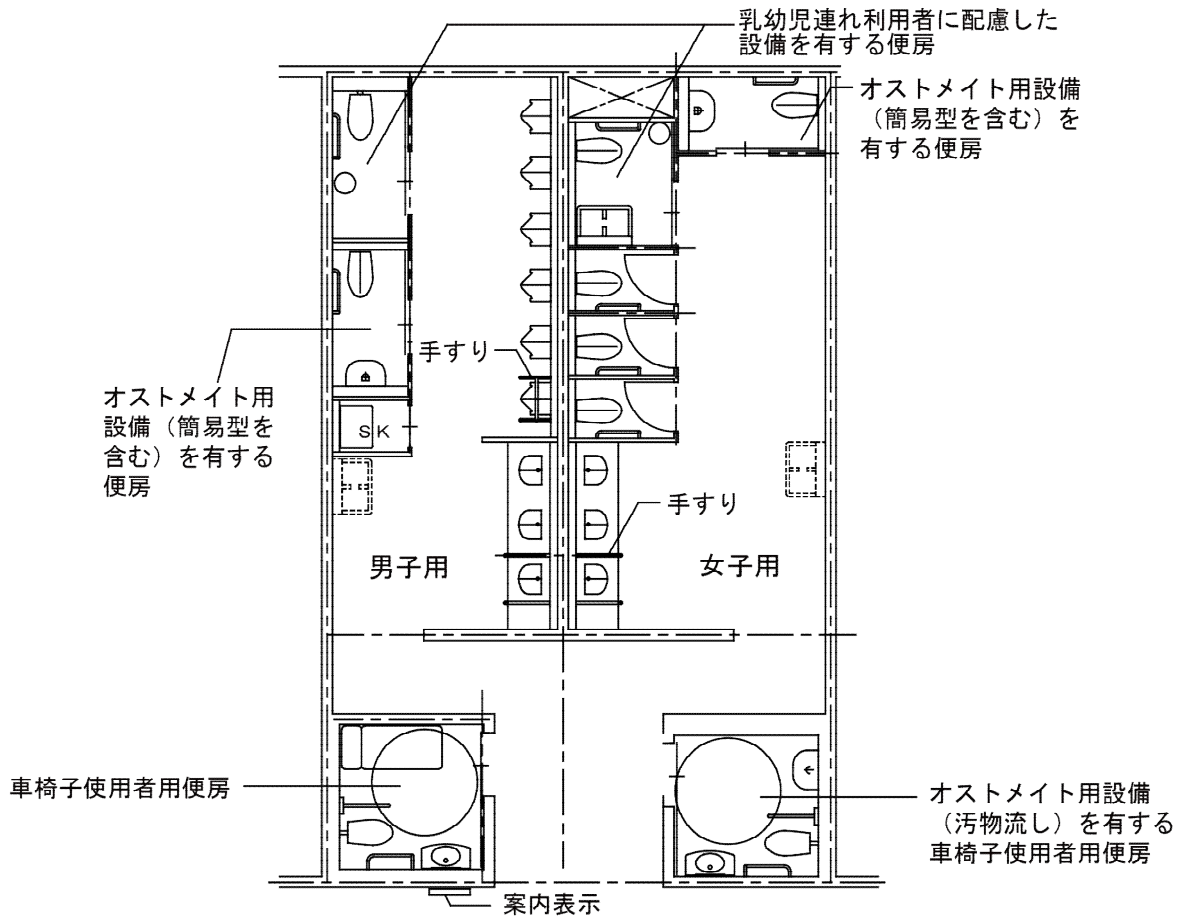 乳幼児連れ利用者に配慮した
設備を有する便房
オストメイト用設備
（簡易型を含む）を
有する便房
手すり
オストメイト用
設備（簡易型を
含む）を有する
便房
SK
手すり
男子用
女子用
車椅子使用者用便房
オストメイト用設備
（汚物流し）を有する
車椅子使用者用便房
案内表示